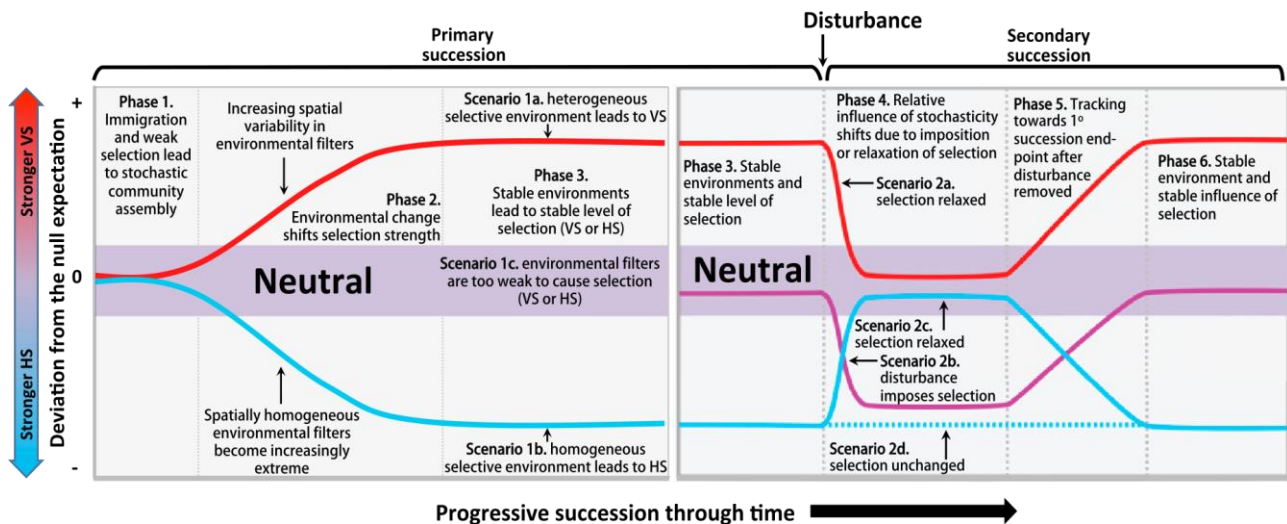 Disturbance
Primary
succession
Secondary
succession
Stronger VS
Stronger HS
Deviation from the null expectation
+
0
-
Phase 1.
Immigration
and weak
selection lead
to stochastic
community
assembly
Increasing spatial
variability in
environmental filters
Scenario 1a. heterogeneous
selective environment leads to VS
Phase 2.
Environmental change
shifts selection strength
Phase 3.
Stable environments
lead to stable level of
selection (VS or HS)
Neutral
Scenario 1c. environmental filters
are too weak to cause selection
(VS or HS)
Spatially homogeneous
environmental filters
become increasingly
extreme
Scenario 1b. homogeneous
selective environment leads to HS
Phase 3. Stable
environments and
stable level of
selection
Phase 4. Relative
influence of stochasticity
shifts due to imposition
or relaxation of selection
Scenario 2a.
selection relaxed
Phase 5. Tracking
towards 1º
succession end-
point after
disturbance
removed
Phase 6. Stable
environment and
stable influence of
selection
Neutral
Scenario 2c.
selection relaxed
Scenario 2b.
disturbance
imposes selection
Scenario 2d.
selection unchanged
Progressive succession through time